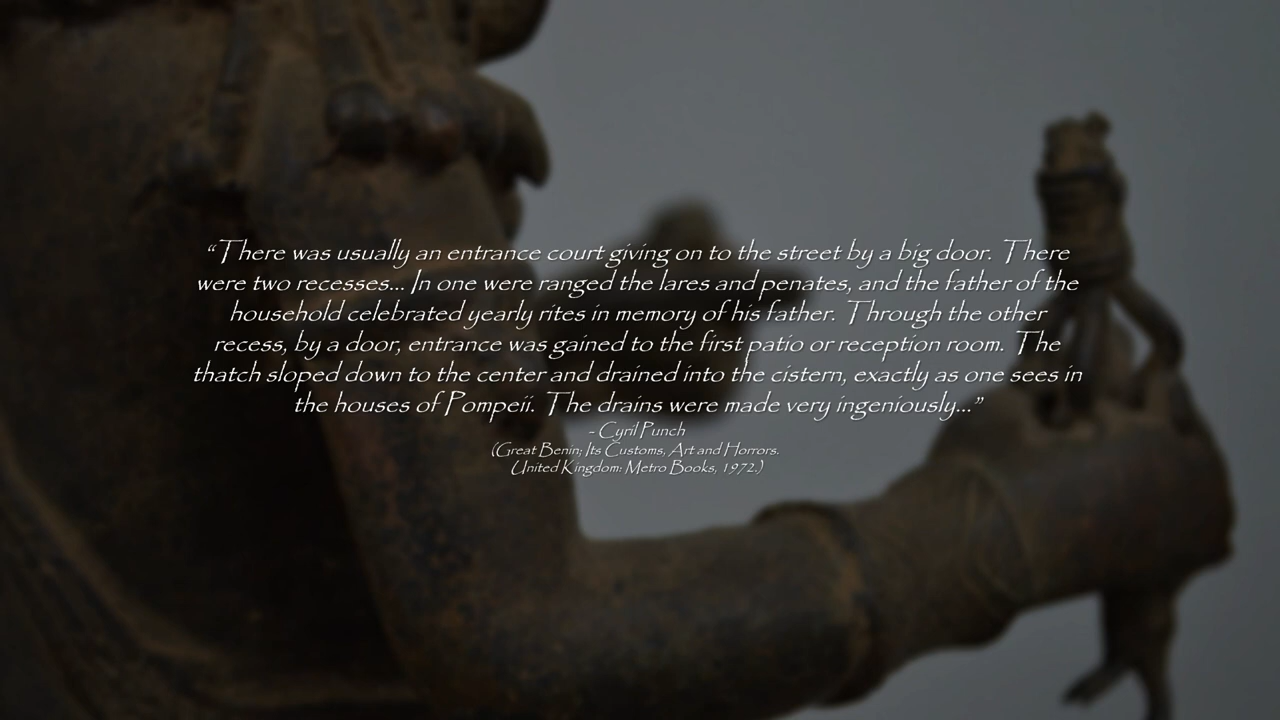 “There was usually an entrance court giving on to the street by a big door. There
were two recesses... In one were ranged the lares and penates, and the father of the
household celebrated yearly rites in memory of his father. Through the other
recess, by a door, entrance was gained to the first patio or reception room. The
thatch sloped down to the center and drained into the cistern, exactly as one sees in
the houses of Pompeii. The drains were made very ingeniously...”
- Cyril Punch
(Great Benin; Its Customs, Art and Horrors.
United Kingdom: Metro Books, 1972.)